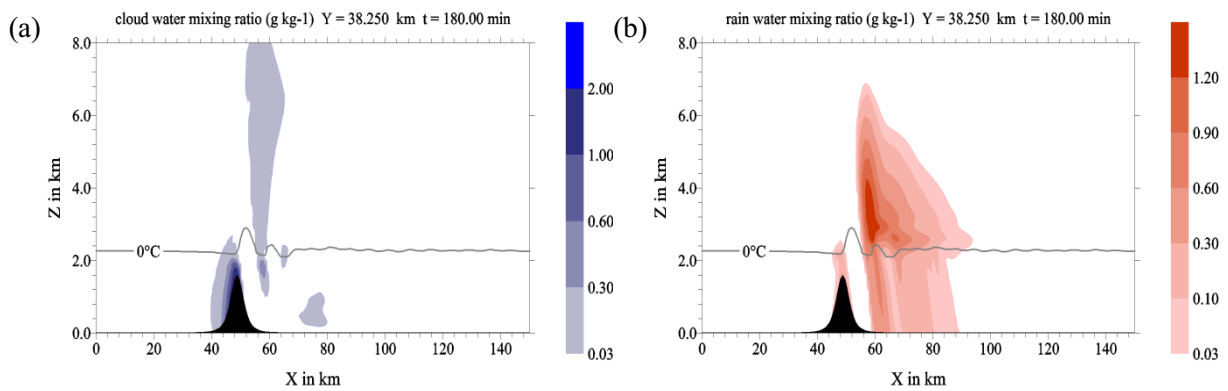 (a)
cloud water mixing ratio (g kg-1) Y = 38.250 km t = 180.00 min
8.0
6.0
4.0
2.0
0.0
Z in km
0°C
0 20 40 60 80 100 120 140
X in km
2.00
1.00
0.60
0.30
0.03
(b)
rain water mixing ratio (g kg-1) Y = 38.250 km t = 180.00 min
8.0
6.0
4.0
2.0
0.0
Z in km
0°C
0 20 40 60 80 100 120 140
X in km
1.20
0.90
0.60
0.30
0.10
0.03